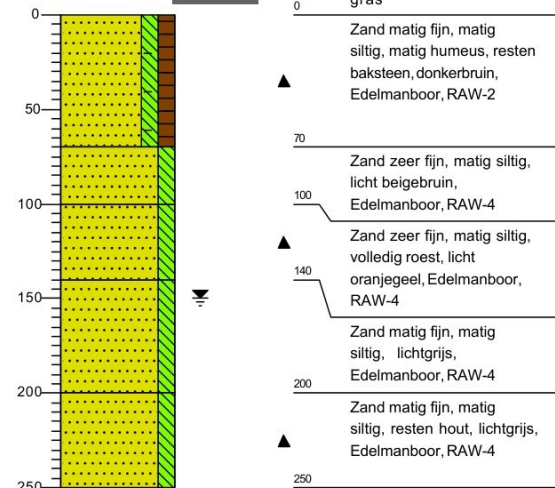 0
50
100
150
200
250
0
gras
Zand matig fijn, matig
siltig, matig humeus, resten
baksteen, donkerbruin,
Edelmanboor, RAW-2
70
Zand zeer fijn, matig siltig,
licht beigebruin,
Edelmanboor, RAW-4
100
Zand zeer fijn, matig siltig,
volledig roest, licht
oranjegeel, Edelmanboor,
RAW-4
140
Zand matig fijn, matig
siltig, lichtgrijs,
Edelmanboor, RAW-4
200
Zand matig fijn, matig
siltig, resten hout, lichtgrijs,
Edelmanboor, RAW-4
250